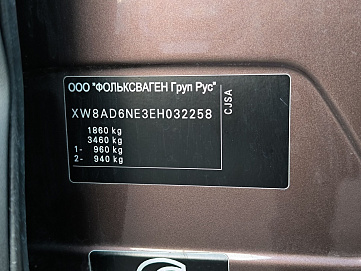 ООО "ФОЛЬКСВАГЕН Груп Рус"
XW8AD6NE3EH032258
1860 kg
3460 kg
1- 960 kg
2- 940 kg
CJSA